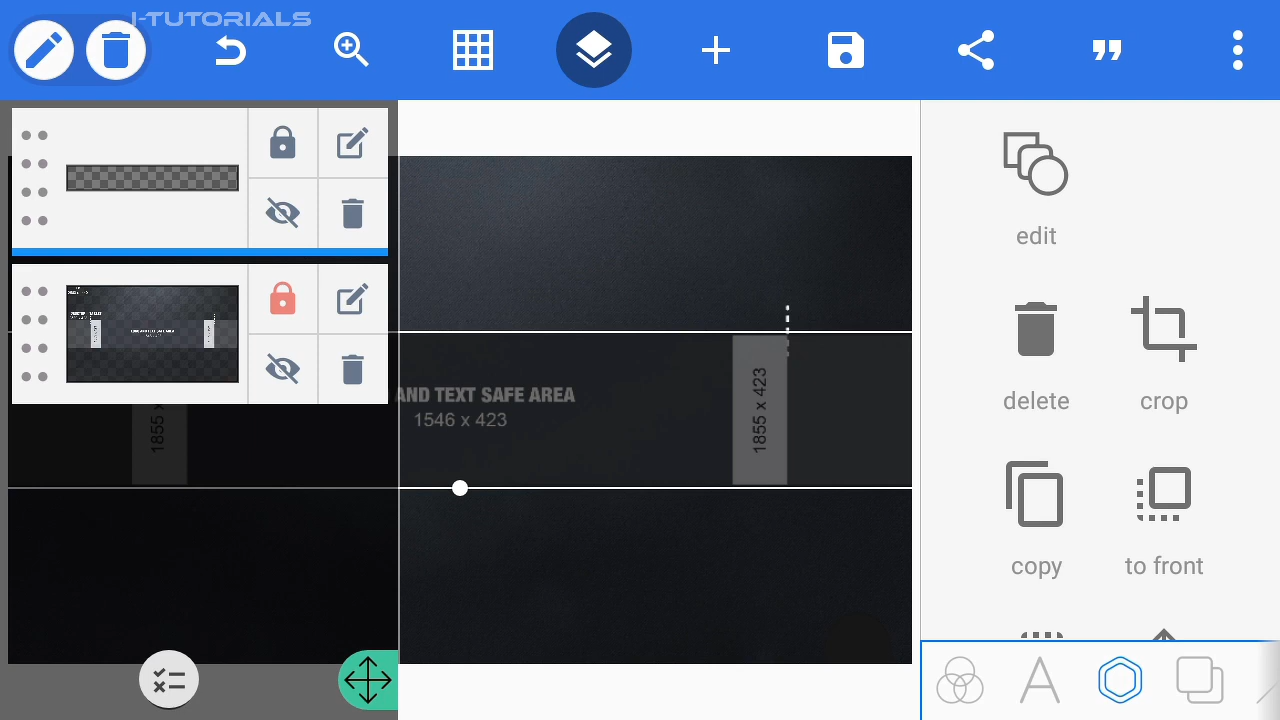 I-TUTORIALS
edit
delete
crop
copy
to front
AND TEXT SAFE AREA
1546 x 423
1855 x 423
1855 x